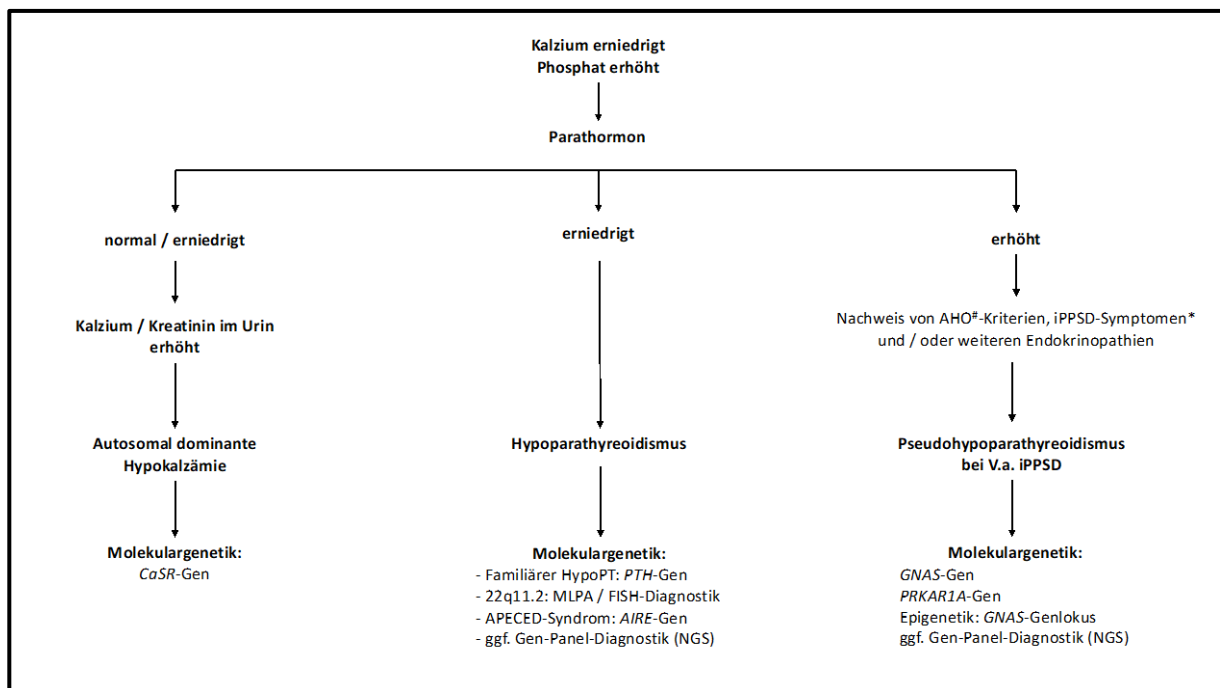 Kalzium erniedrigt
Phosphat erhöht
Parathormon
normal / erniedrigt
Kalzium / Kreatinin im Urin
erhöht
Autosomal dominante
Hypokalzämie
Molekulargenetik:
CaSR-Gen
erniedrigt
Hypoparathyreoidismus
Molekulargenetik:
- Familiärer HypoPT: PTH-Gen
- 22q11.2: MLPA / FISH-Diagnostik
- APECED-Syndrom: AIRE-Gen
- ggf. Gen-Panel-Diagnostik (NGS)
erhöht
Nachweis von AHO#-Kriterien, iPPSD-Symptomen*
und / oder weiteren Endokrinopathien
Pseudohypoparathyreoidismus
bei V.a. iPPSD
Molekulargenetik:
GNAS-Gen
PRKAR1A-Gen
Epigenetik: GNAS-Genlokus
ggf. Gen-Panel-Diagnostik (NGS)